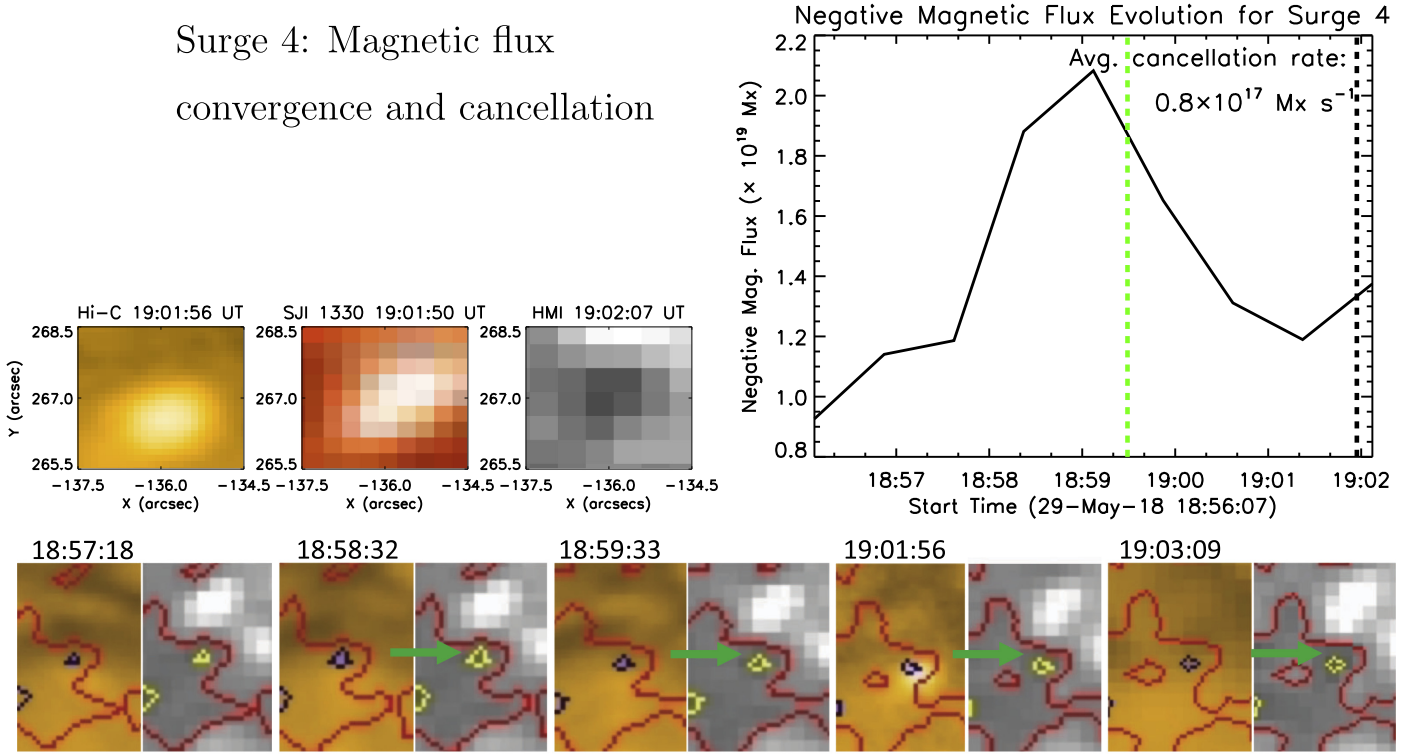 Surge 4: Magnetic flux
convergence and cancellation
Negative Magnetic Flux Evolution for Surge 4
Avg. cancellation rate:
0.8×10¹⁷ Mx s⁻¹
Negative Mag. Flux (× 10¹⁹ Mx)
2.2
2.0
1.8
1.6
1.4
1.2
1.0
0.8
18:57 18:58 18:59 19:00 19:01 19:02
Start Time (29-May-18 18:56:07)
Hi-C 19:01:56 UT
Y (arcsec)
268.5
267.0
265.5
-137.5 -136.0 -134.5
X (arcsec)
SJI 1330 19:01:50 UT
268.5
267.0
265.5
-137.5 -136.0 -134.5
X (arcsec)
HMI 19:02:07 UT
268.5
267.0
265.5
-137.5 -136.0 -134.5
X (arcsecs)
18:57:18 18:58:32 18:59:33 19:01:56 19:03:09